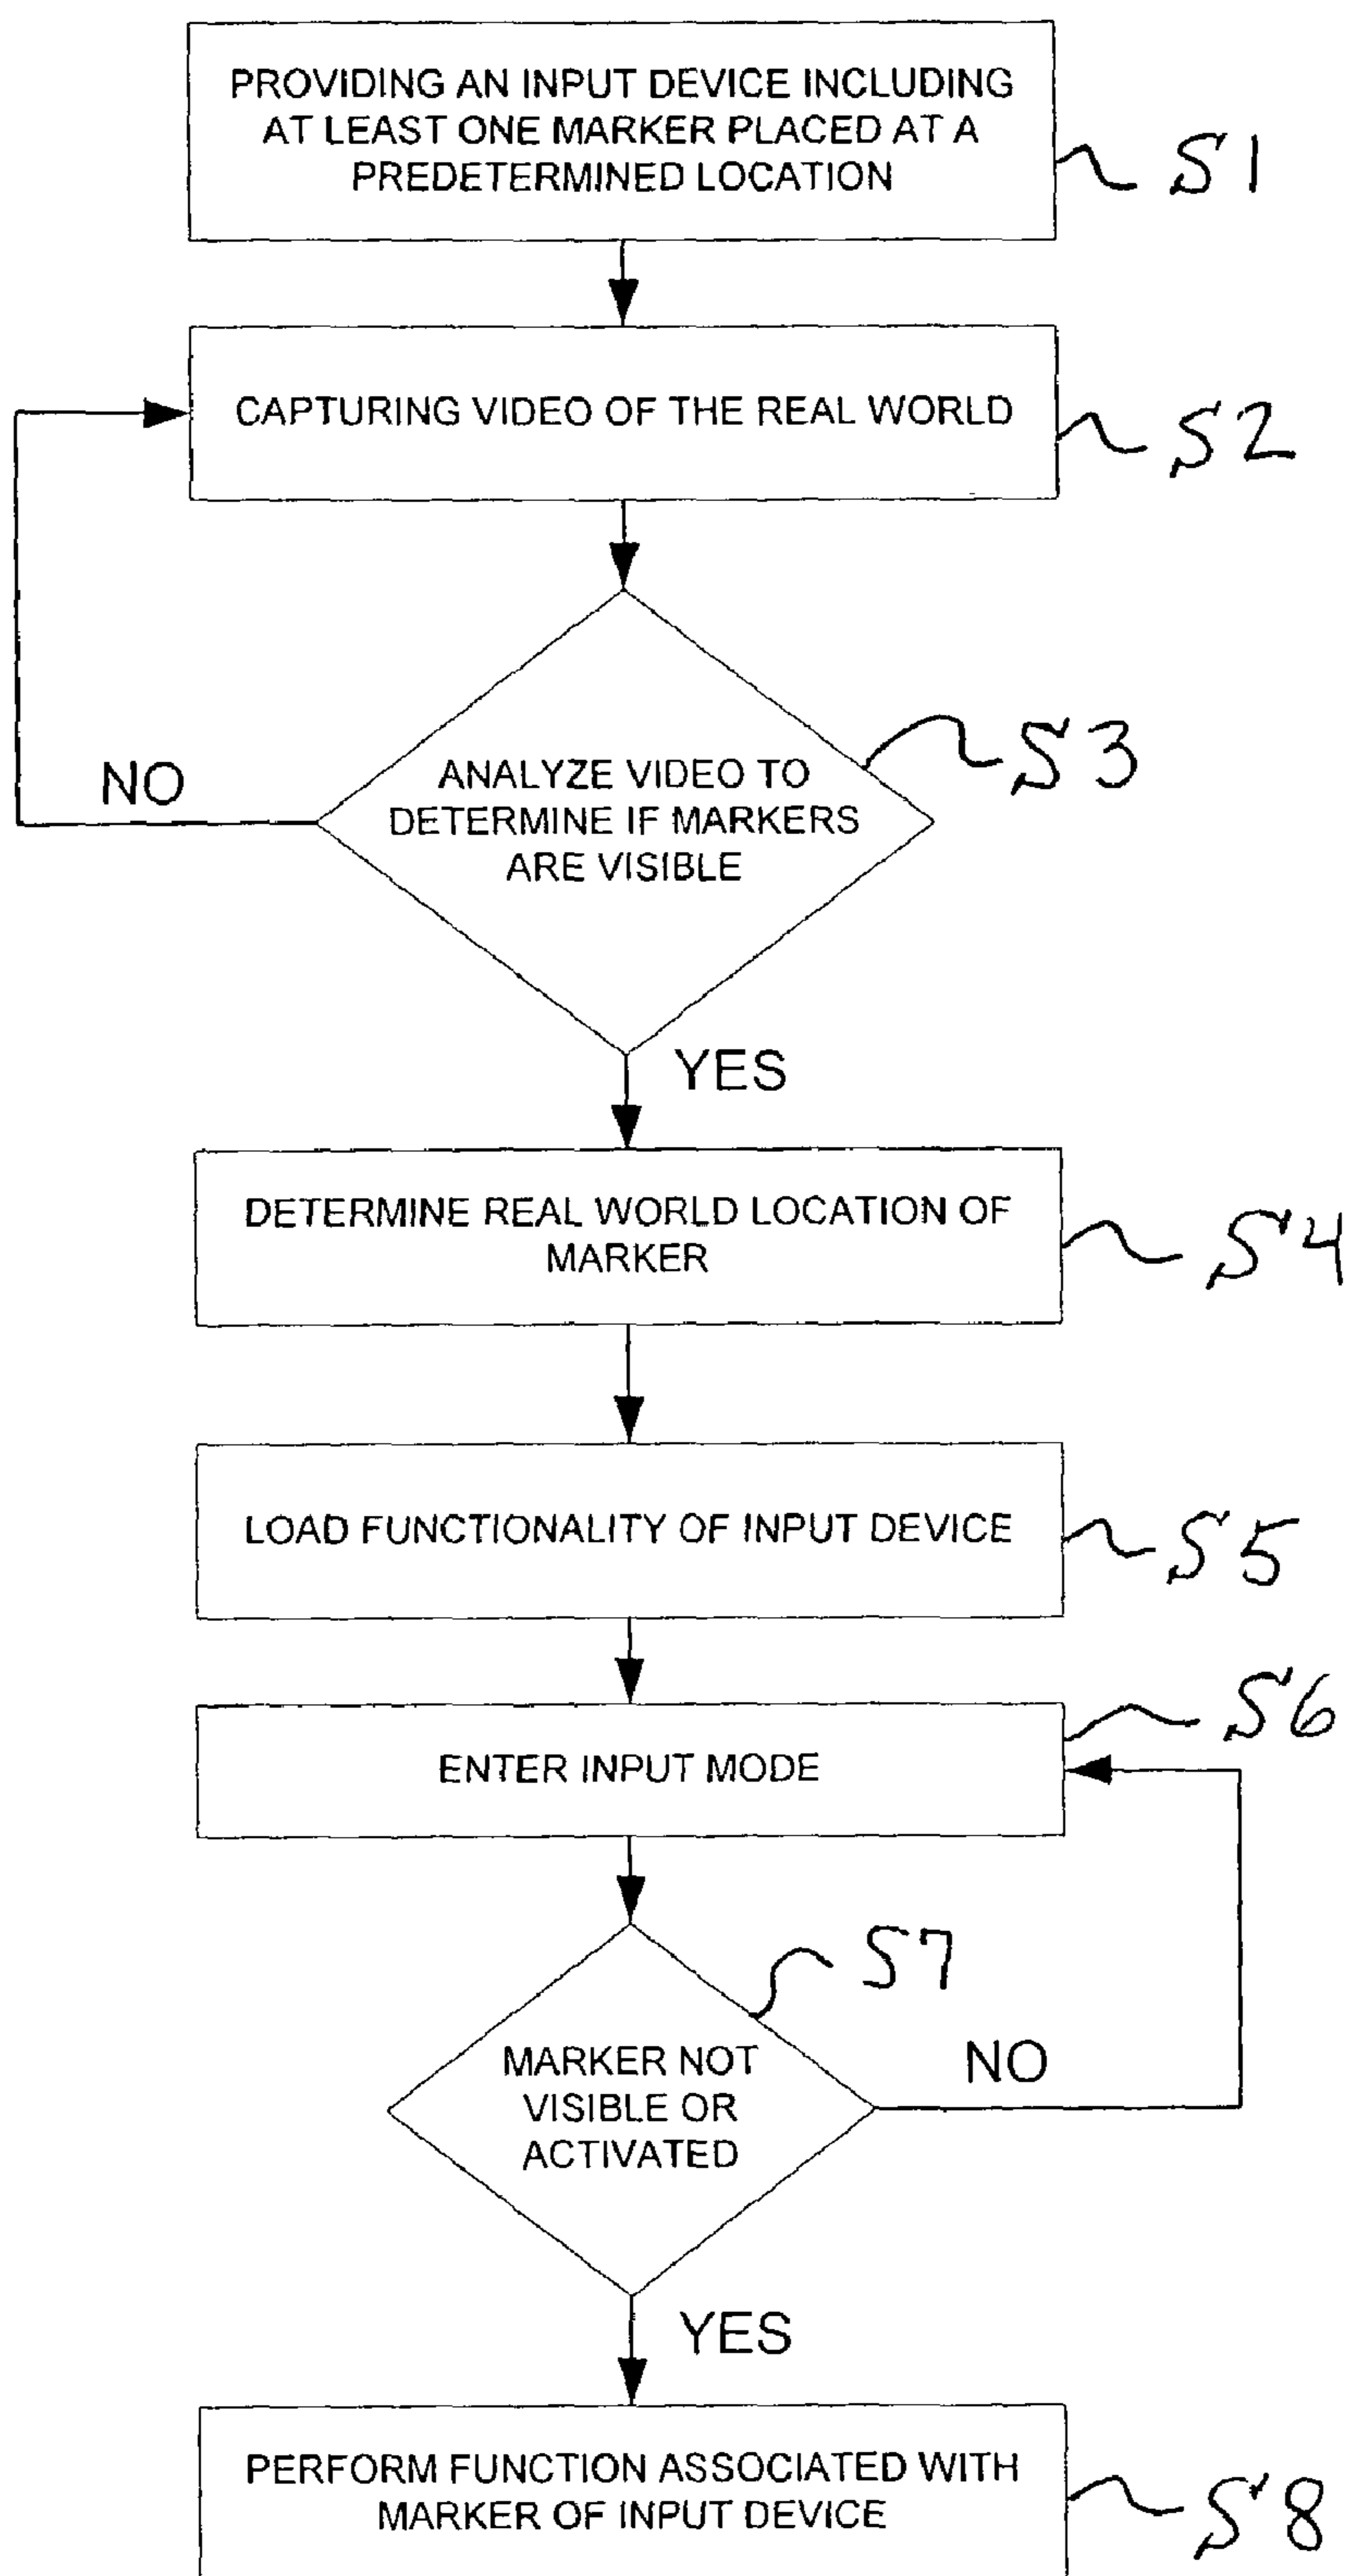 PROVIDING AN INPUT DEVICE INCLUDING
AT LEAST ONE MARKER PLACED AT A
PREDETERMINED LOCATION
S1
CAPTURING VIDEO OF THE REAL WORLD
S2
ANALYZE VIDEO TO
DETERMINE IF MARKERS
ARE VISIBLE
S3
NO
YES
DETERMINE REAL WORLD LOCATION OF
MARKER
S4
LOAD FUNCTIONALITY OF INPUT DEVICE
S5
ENTER INPUT MODE
S6
MARKER NOT
VISIBLE OR
ACTIVATED
S7
NO
YES
PERFORM FUNCTION ASSOCIATED WITH
MARKER OF INPUT DEVICE
S8